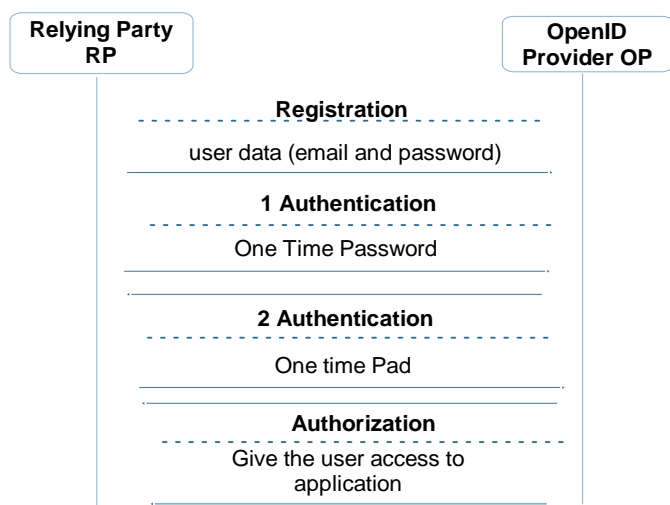 Relying Party
RP
OpenID
Provider OP
Registration
user data (email and password)
1 Authentication
One Time Password
2 Authentication
One time Pad
Authorization
Give the user access to
application